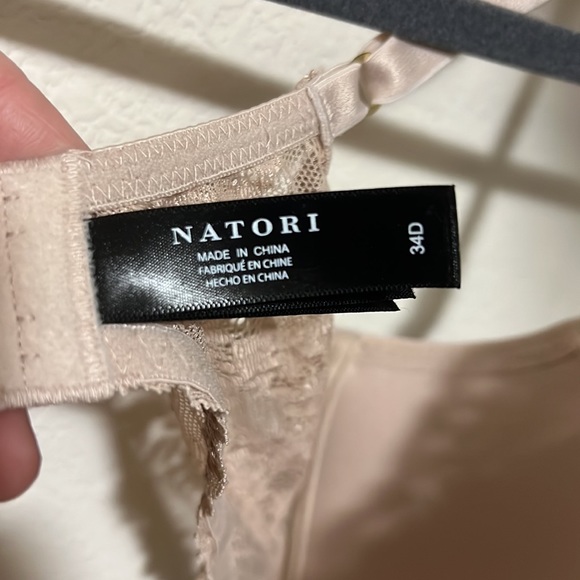 NATORI
MADE IN CHINA
FABRIQUÉ EN CHINE
HECHO EN CHINA
34D